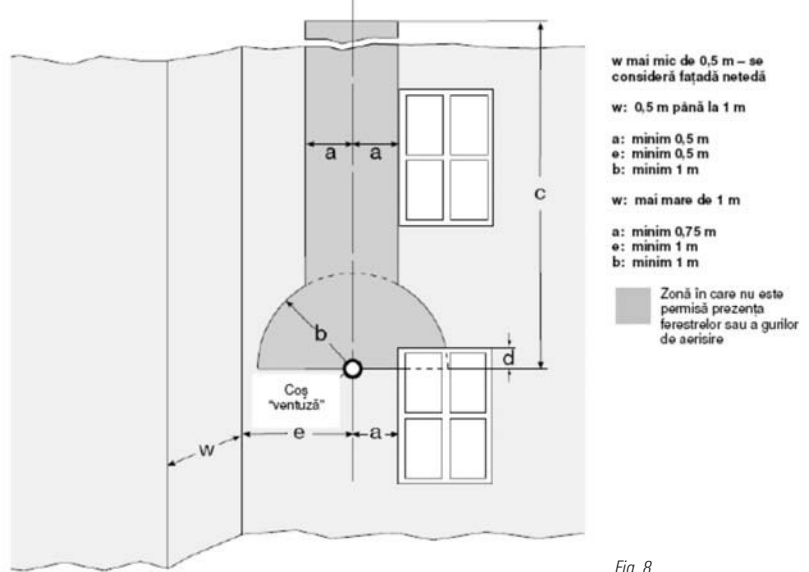 w mai mic de 0,5 m – se
consideră fațadă netedă
w: 0,5 m până la 1 m
a: minim 0,5 m
e: minim 0,5 m
b: minim 1 m
w: mai mare de 1 m
a: minim 0,75 m
e: minim 1 m
b: minim 1 m
Zonă în care nu este
permisă prezența
ferestrelor sau a gurilor
de aerisire
a
a
c
b
d
Coș
"ventuză"
e
a
w
Fig. 8